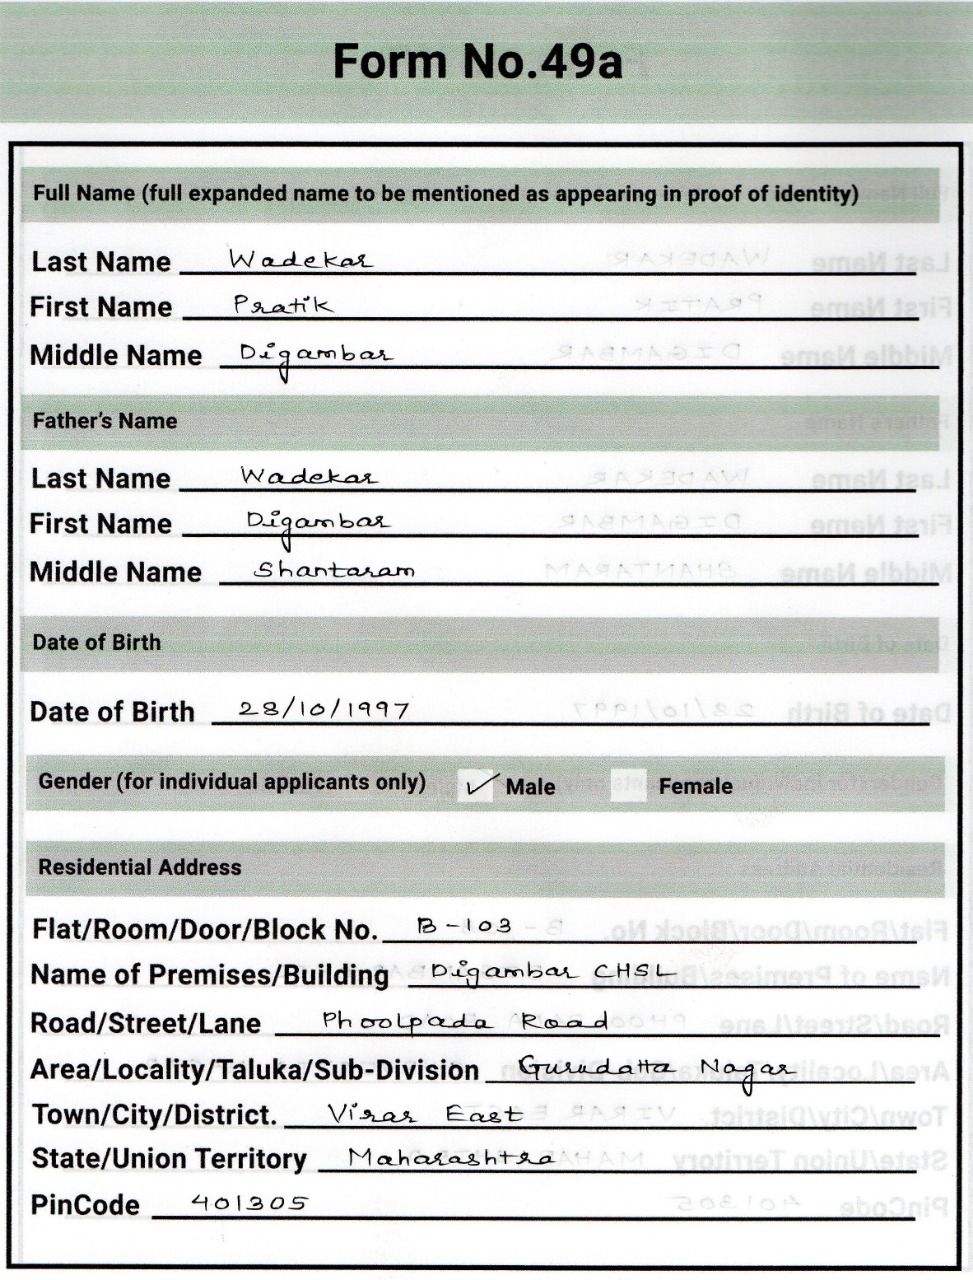 Form No.49a
Full Name (full expanded name to be mentioned as appearing in proof of identity)
Last Name Wadekar
First Name Pratik
Middle Name Digambar
Father's Name
Last Name Wadekar
First Name Digambar
Middle Name Shantaram
Date of Birth
Date of Birth 28/10/1997
Gender (for individual applicants only) ✓ Male Female
Residential Address
Flat/Room/Door/Block No. B-103
Name of Premises/Building Digambar CHSL
Road/Street/Lane Phoolpada Road
Area/Locality/Taluka/Sub-Division Gurudatta Nagar
Town/City/District. Virar East
State/Union Territory Maharashtra
PinCode 401305